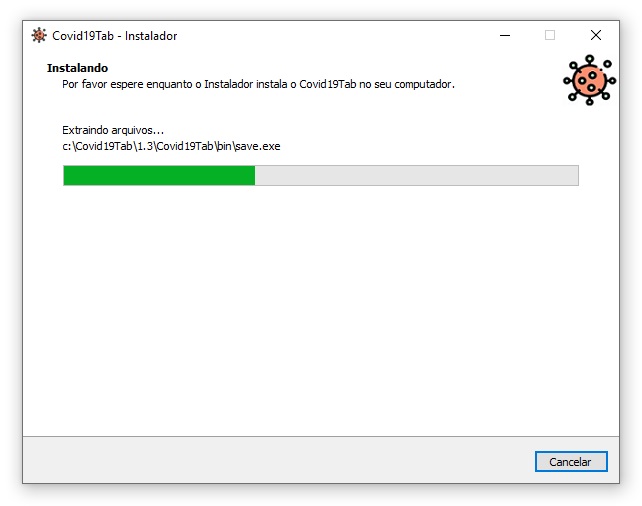 Covid19Tab - Instalador
Instalando
Por favor espere enquanto o Instalador instala o Covid19Tab no seu computador.
Extraindo arquivos...
c:\Covid19Tab\1.3\Covid19Tab\bin\save.exe
Cancelar